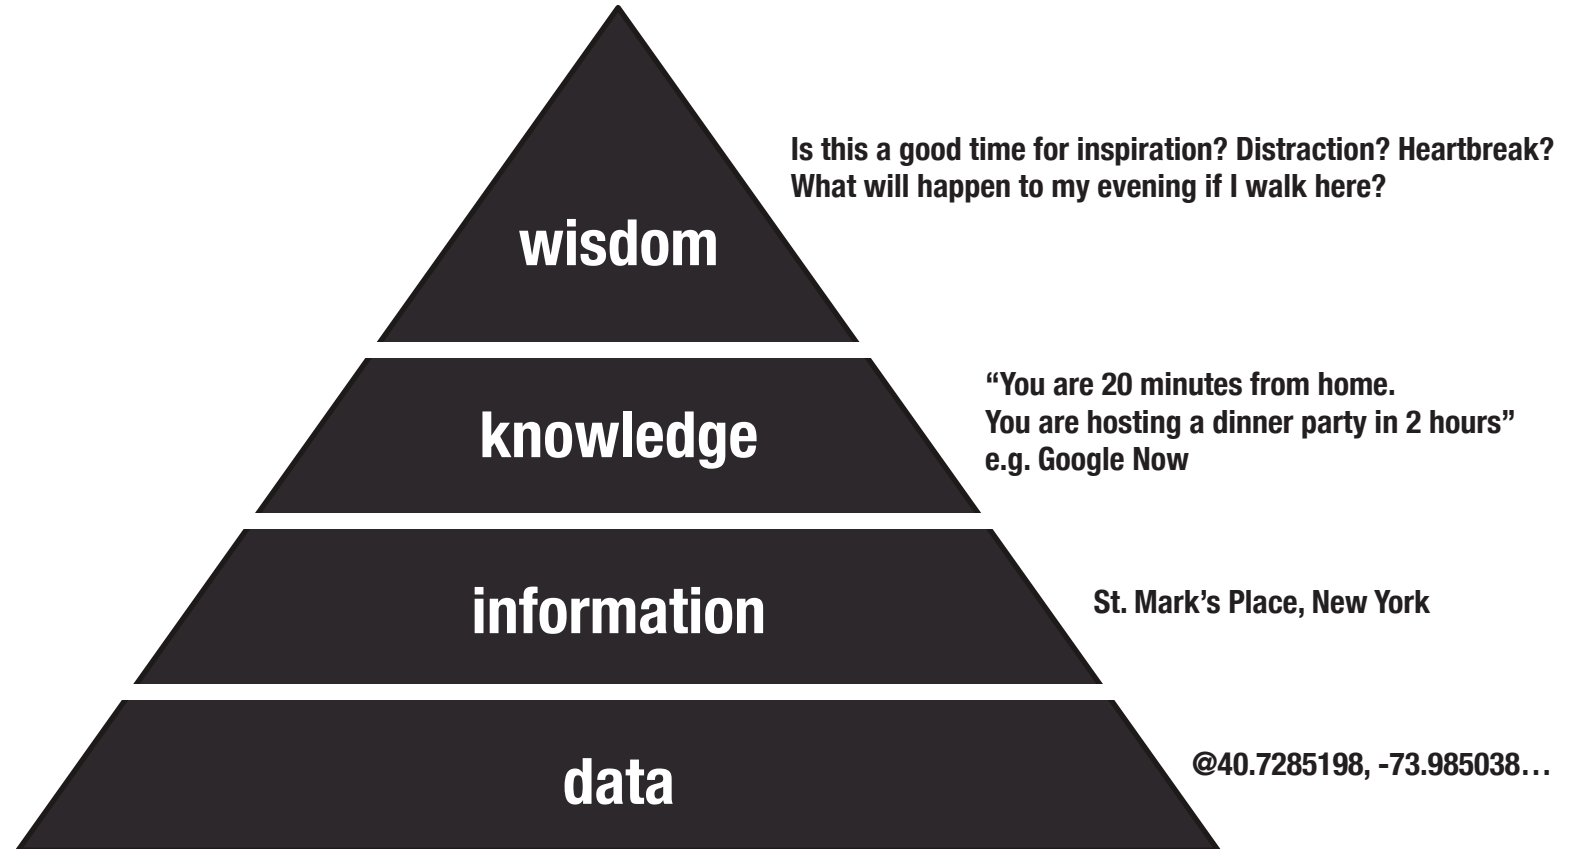 Is this a good time for inspiration? Distraction? Heartbreak?
What will happen to my evening if I walk here?
wisdom
“You are 20 minutes from home.
You are hosting a dinner party in 2 hours”
e.g. Google Now
knowledge
St. Mark’s Place, New York
information
@40.7285198, -73.985038…
data